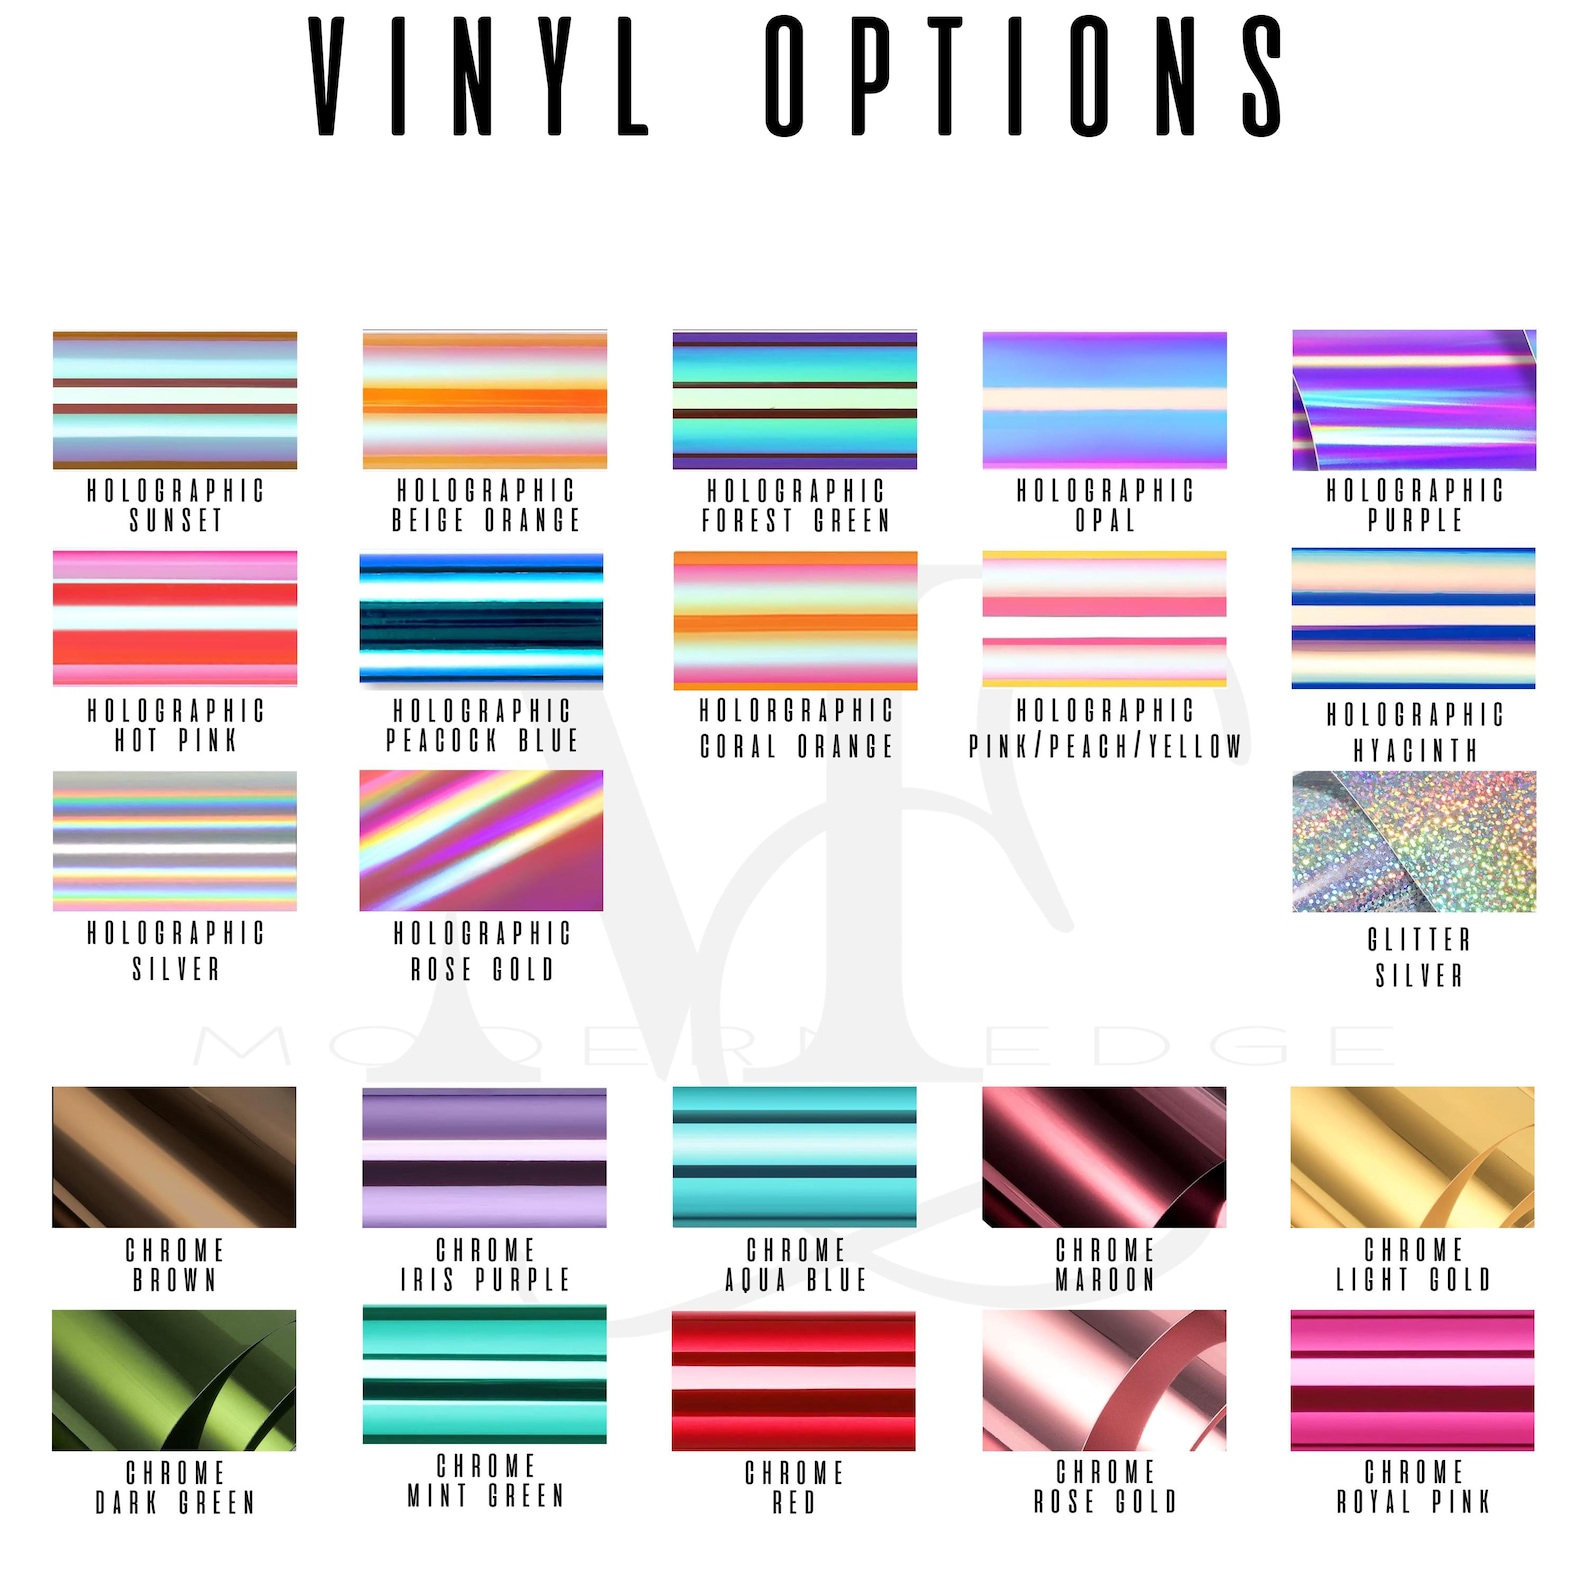 VINYL OPTIONS
HOLOGRAPHIC
SUNSET
HOLOGRAPHIC
BEIGE ORANGE
HOLOGRAPHIC
FOREST GREEN
HOLOGRAPHIC
OPAL
HOLOGRAPHIC
PURPLE
HOLOGRAPHIC
HOT PINK
HOLOGRAPHIC
PEACOCK BLUE
HOLORGRAPHIC
CORAL ORANGE
HOLOGRAPHIC
PINK/PEACH/YELLOW
HOLOGRAPHIC
HYACINTH
HOLOGRAPHIC
SILVER
HOLOGRAPHIC
ROSE GOLD
GLITTER
SILVER
MODERN EDGE
CHROME
BROWN
CHROME
IRIS PURPLE
CHROME
AQUA BLUE
CHROME
MAROON
CHROME
LIGHT GOLD
CHROME
DARK GREEN
CHROME
MINT GREEN
CHROME
RED
CHROME
ROSE GOLD
CHROME
ROYAL PINK